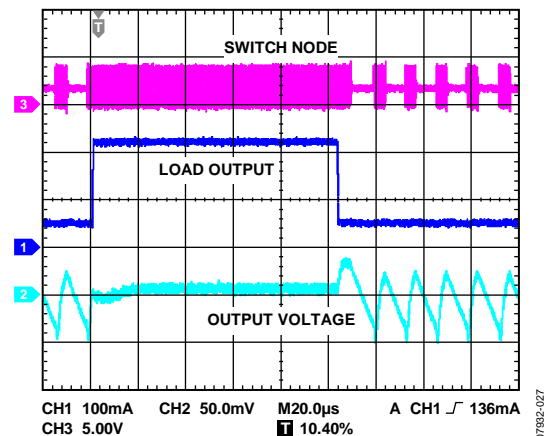 T
SWITCH NODE
3
LOAD OUTPUT
1
2
OUTPUT VOLTAGE
CH1 100mA CH2 50.0mV M20.0µs A CH1 136mA
CH3 5.00V T 10.40%
07932-027